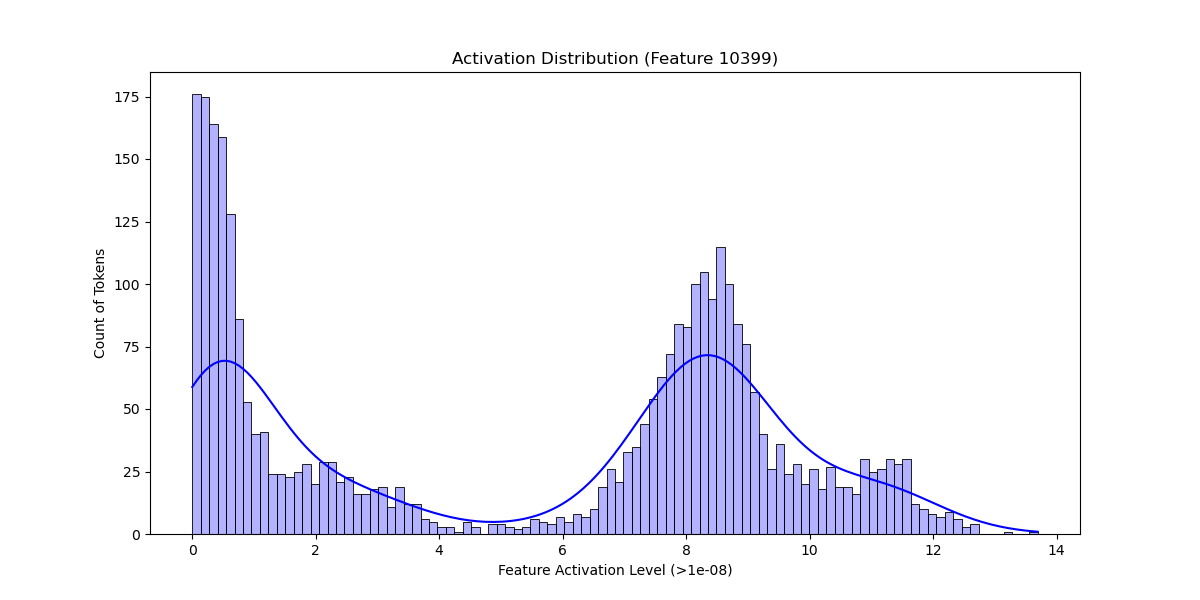 Activation Distribution (Feature 10399)
175
150
125
100
75
50
25
0
Count of Tokens
0 2 4 6 8 10 12 14
Feature Activation Level (>1e-08)